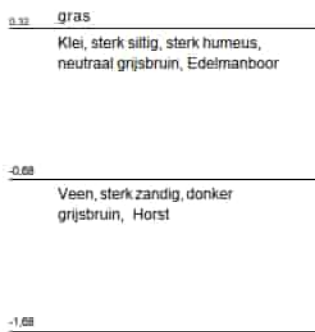 0.32 gras
Klei, sterk siltig, sterk humeus,
neutraal grijsbruin, Edelmanboor
-0.68
Veen, sterk zandig, donker
grijsbruin, Horst
-1,68